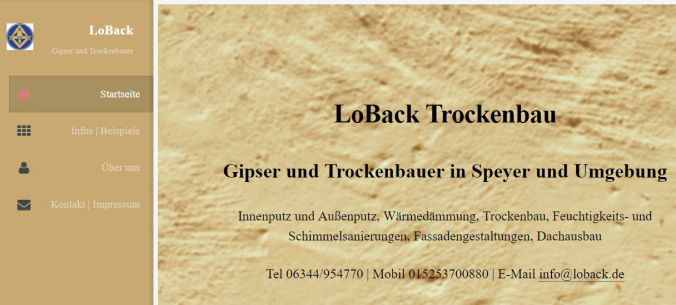 LoBack
Gipser und Trockenbauer
Startseite
Infos | Beispiele
Über uns
Kontakt | Impressum
LoBack Trockenbau
Gipser und Trockenbauer in Speyer und Umgebung
Innenputz und Außenputz, Wärmedämmung, Trockenbau, Feuchtigkeits- und
Schimmelsanierungen, Fassadengestaltungen, Dachausbau
Tel 06344/954770 | Mobil 015253700880 | E-Mail info@loback.de